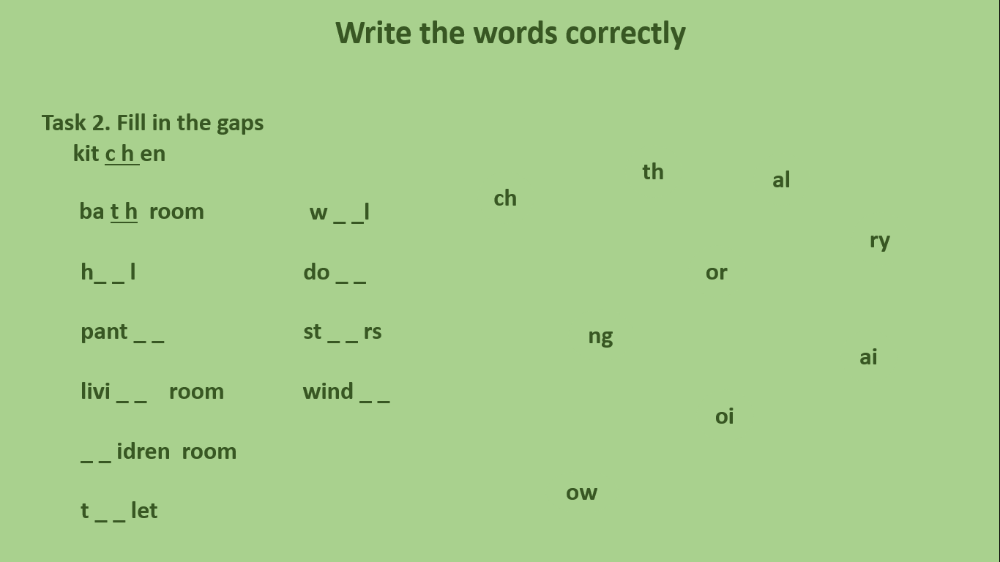 Write the words correctly
Task 2. Fill in the gaps
kit c h en
ba t h room
h_ _ l
pant _ _
livi _ _ room
_ _ idren room
t _ _ let
w _ _l
do _ _
st _ _ rs
wind _ _
th
al
ch
ry
or
ng
ai
oi
ow